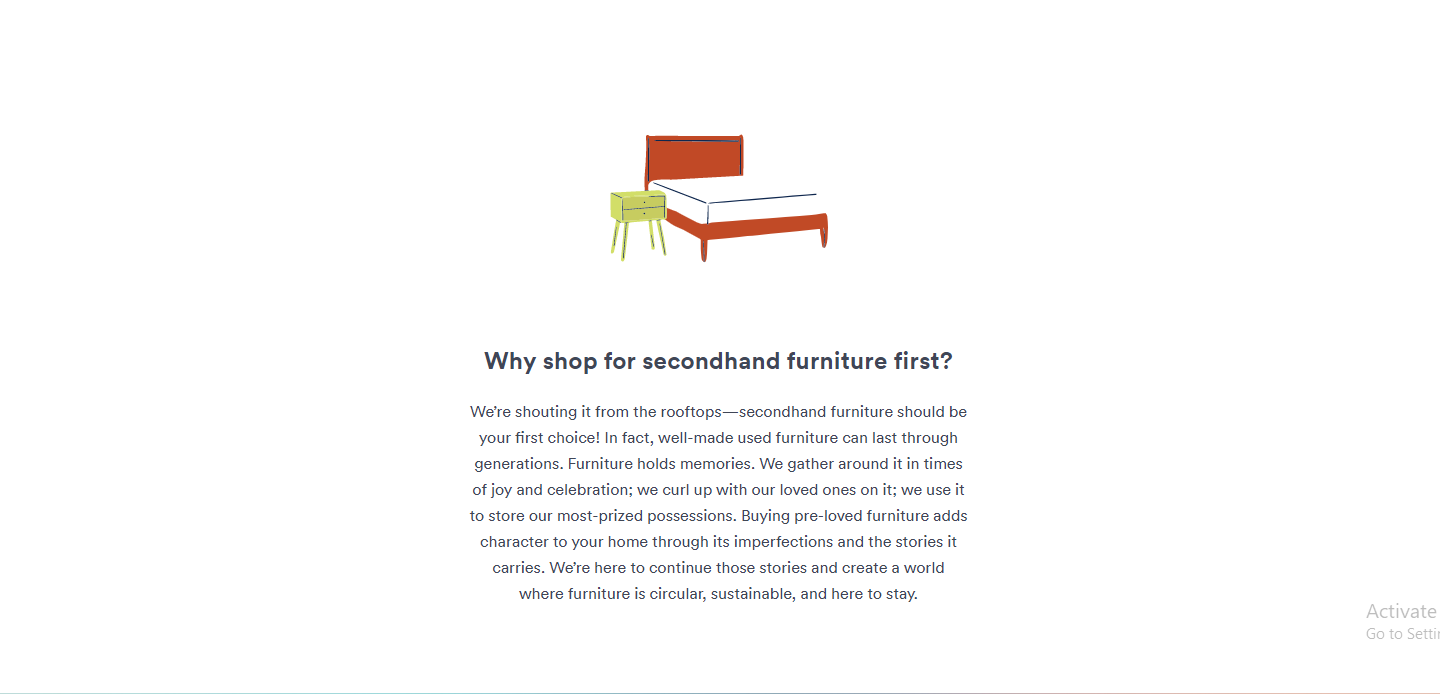 Why shop for secondhand furniture first?
We’re shouting it from the rooftops—secondhand furniture should be
your first choice! In fact, well-made used furniture can last through
generations. Furniture holds memories. We gather around it in times
of joy and celebration; we curl up with our loved ones on it; we use it
to store our most-prized possessions. Buying pre-loved furniture adds
character to your home through its imperfections and the stories it
carries. We’re here to continue those stories and create a world
where furniture is circular, sustainable, and here to stay.
Activate
Go to Settin